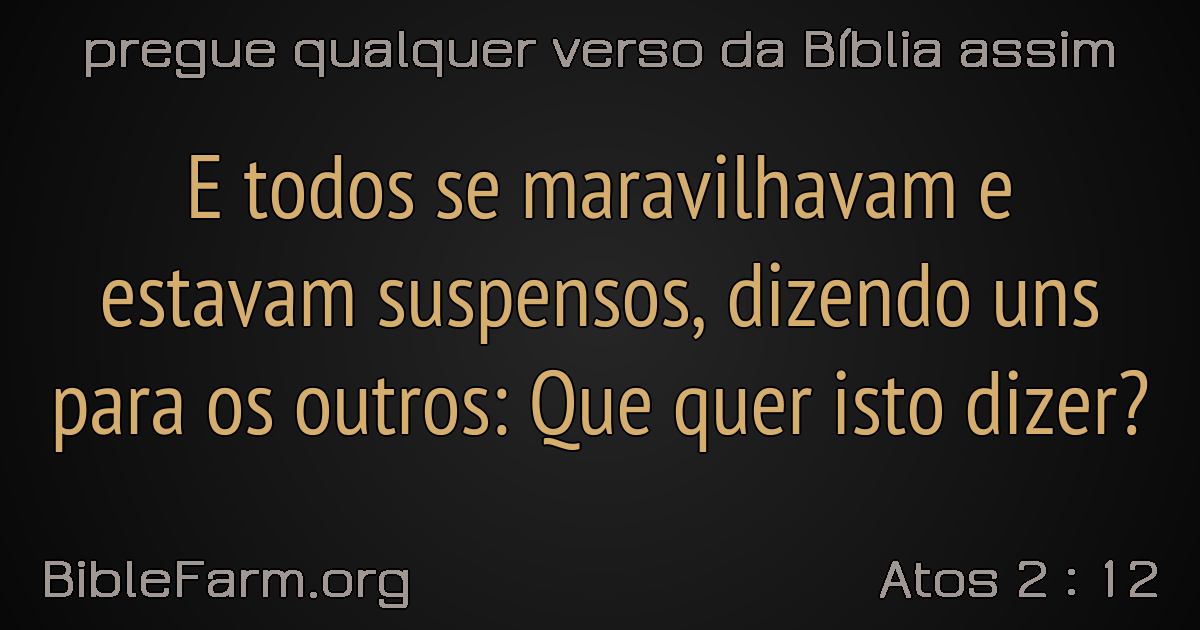 pregue qualquer verso da Bíblia assim
E todos se maravilhavam e
estavam suspensos, dizendo uns
para os outros: Que quer isto dizer?
BibleFarm.org
Atos 2 : 12